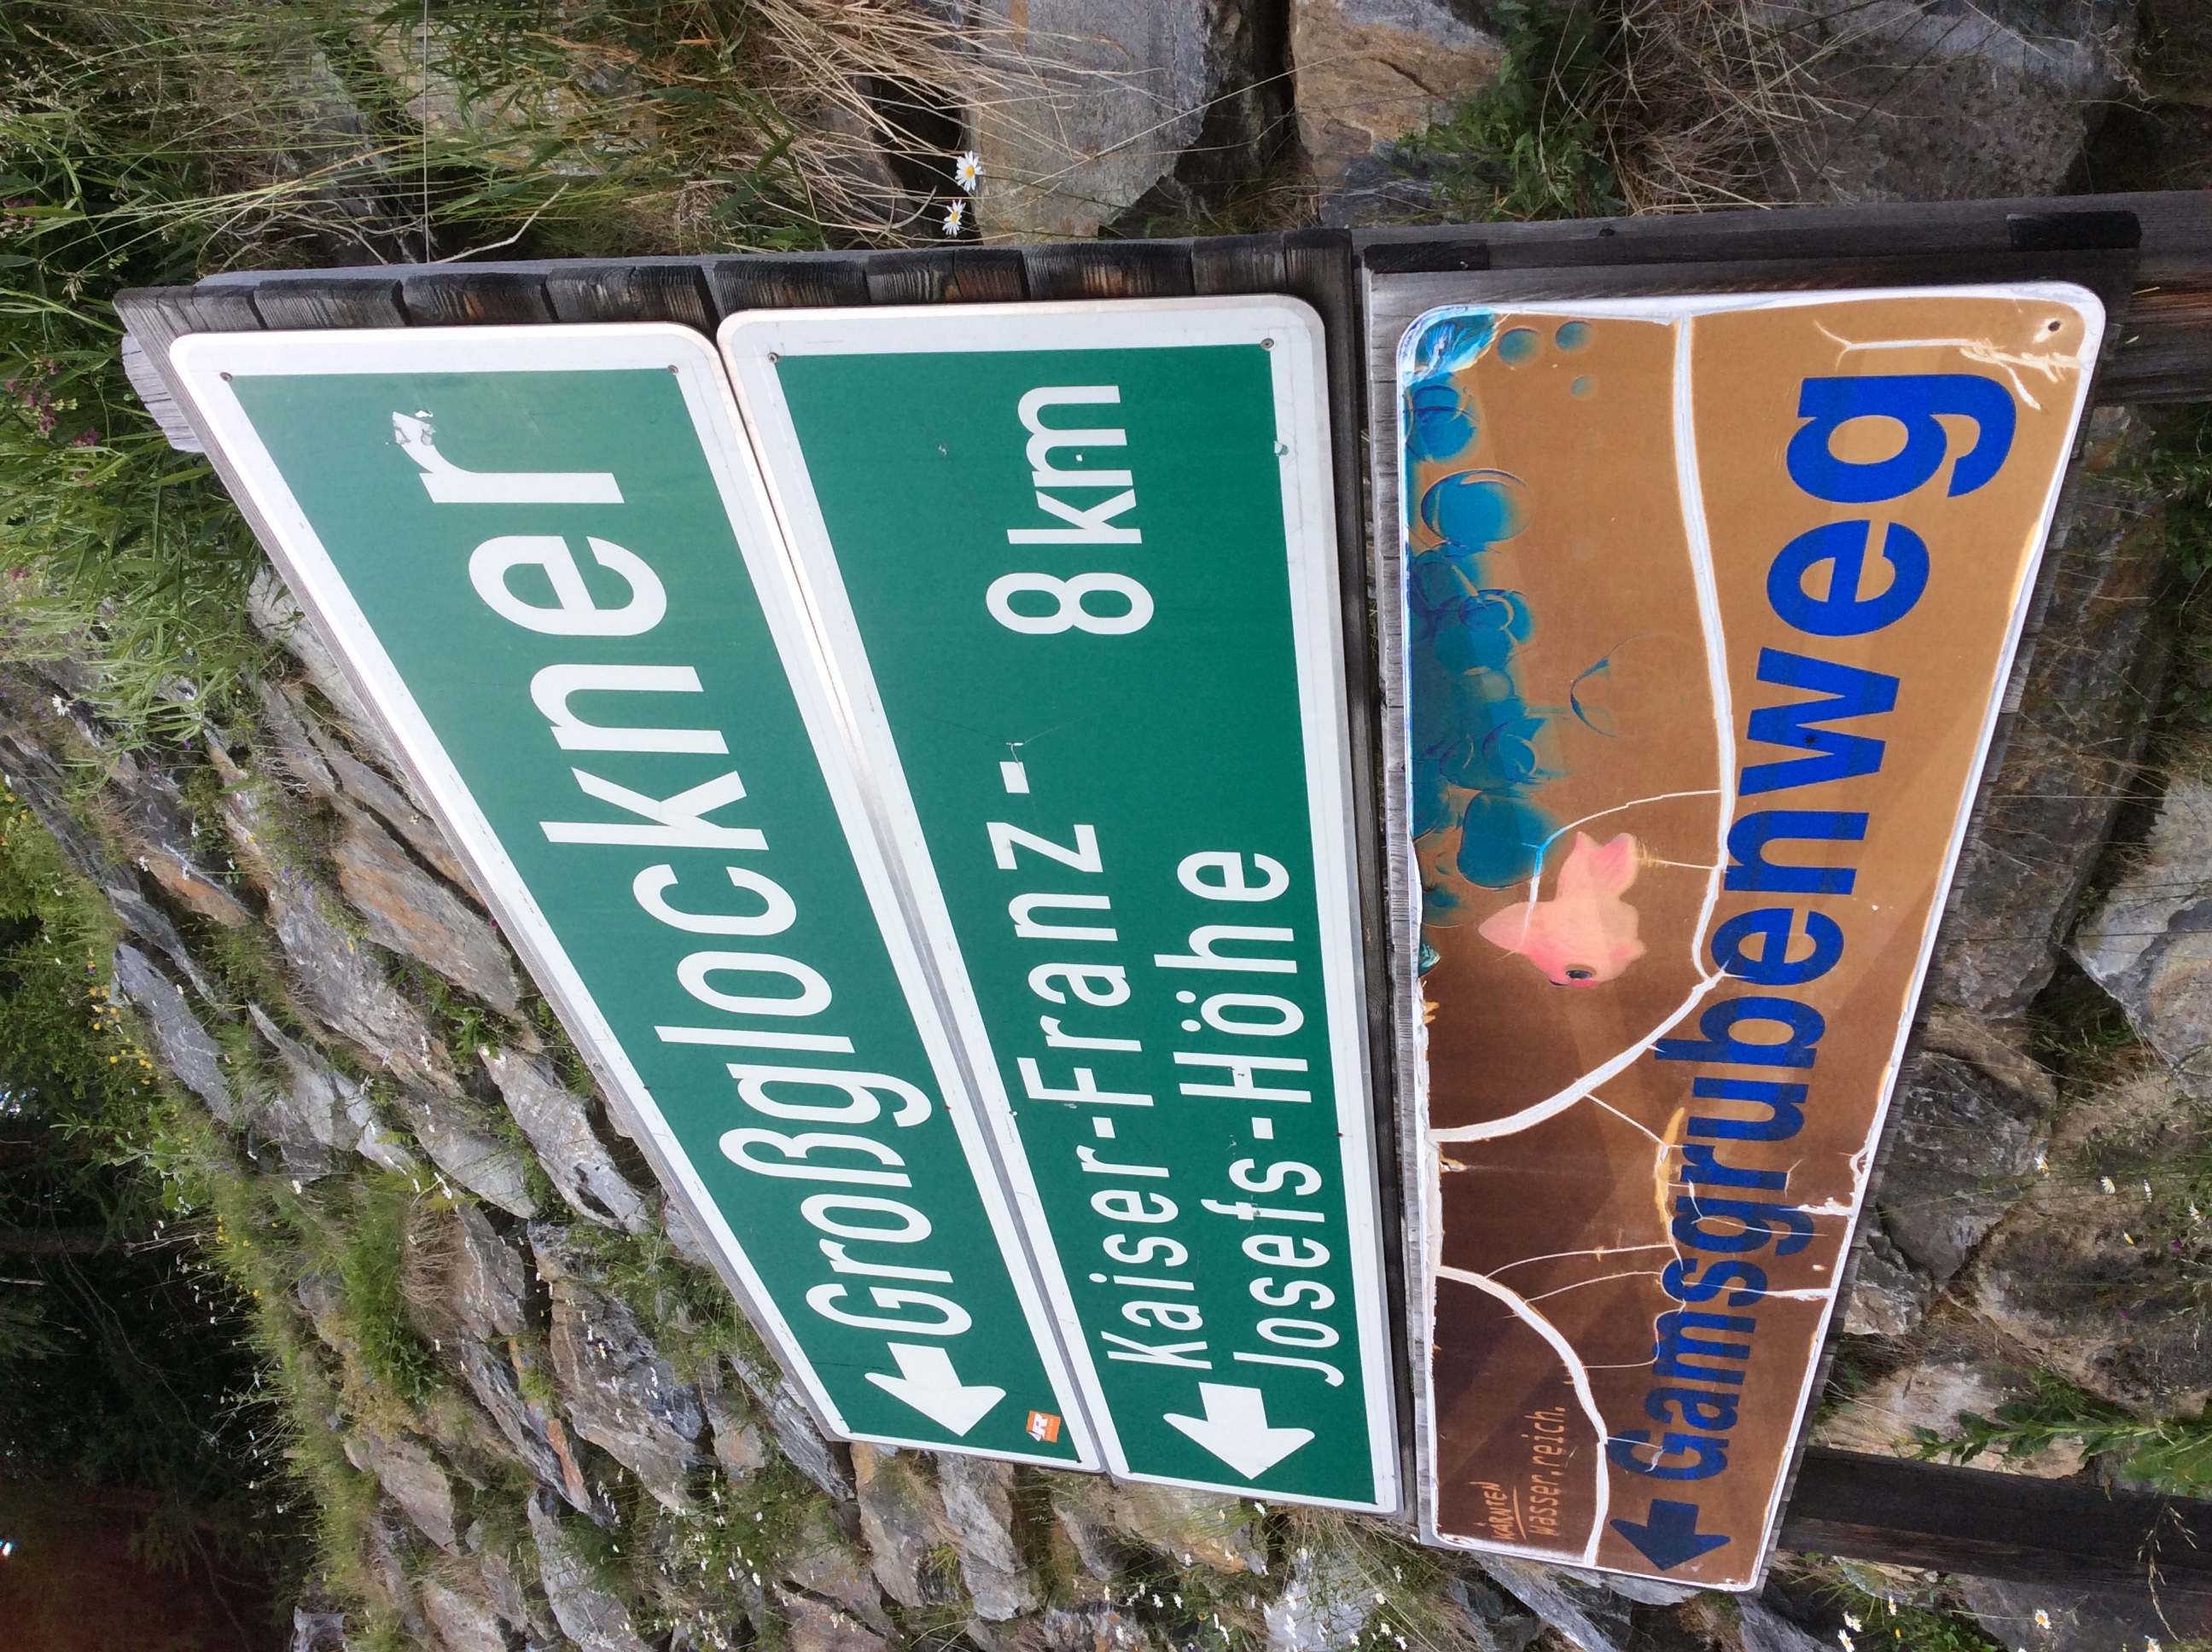 Großglockner
Kaiser-Franz-
Josefs-Höhe 8 km
KÄRNTEN
wasser.reich.
Gamsgrubenweg